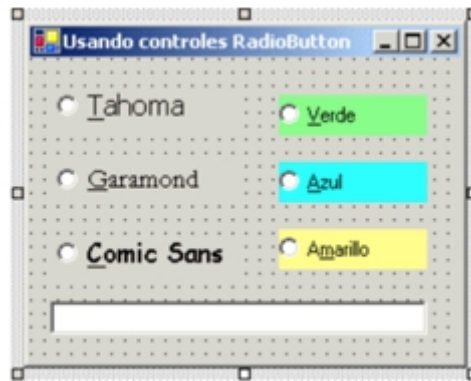 Usando controles RadioButton
Tahoma
Verde
Garamond
Azul
Comic Sans
Amarillo